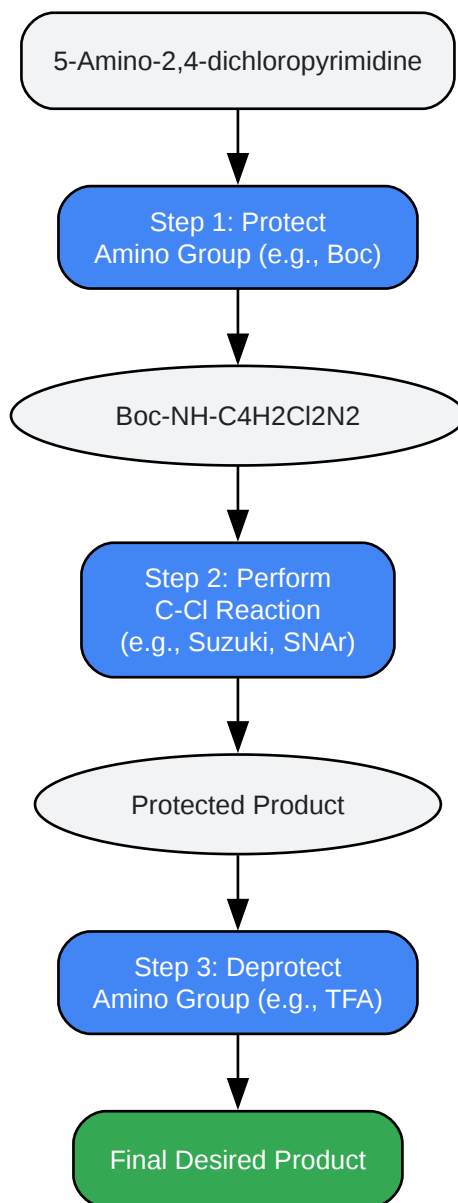 5-Amino-2,4-dichloropyrimidine
Step 1: Protect
Amino Group (e.g., Boc)
Boc-NH-C4H2Cl2N2
Step 2: Perform
C-Cl Reaction
(e.g., Suzuki, SNAr)
Protected Product
Step 3: Deprotect
Amino Group (e.g., TFA)
Final Desired Product